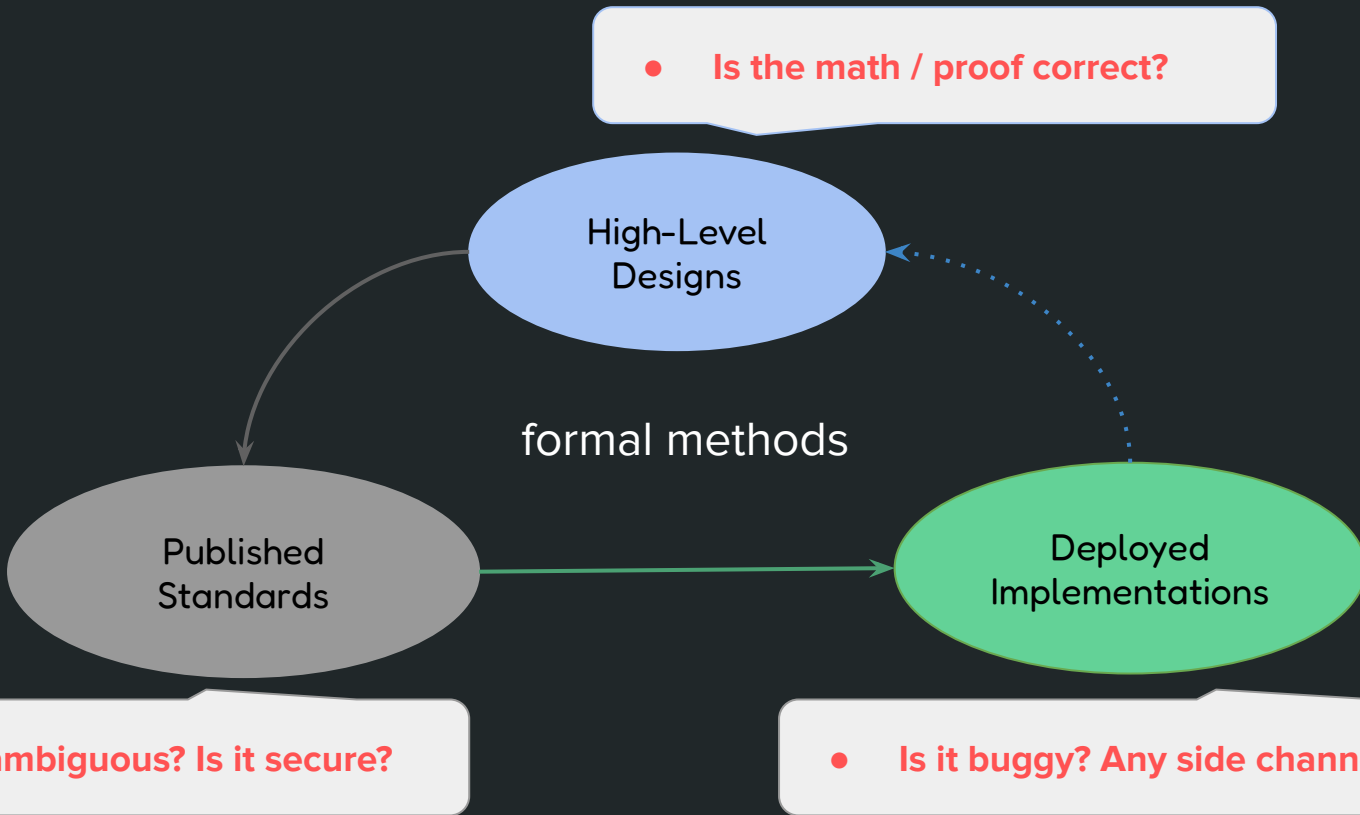 ● Is the math / proof correct?
High-Level
Designs
formal methods
Published
Standards
Deployed
Implementations
ambiguous? Is it secure?
● Is it buggy? Any side